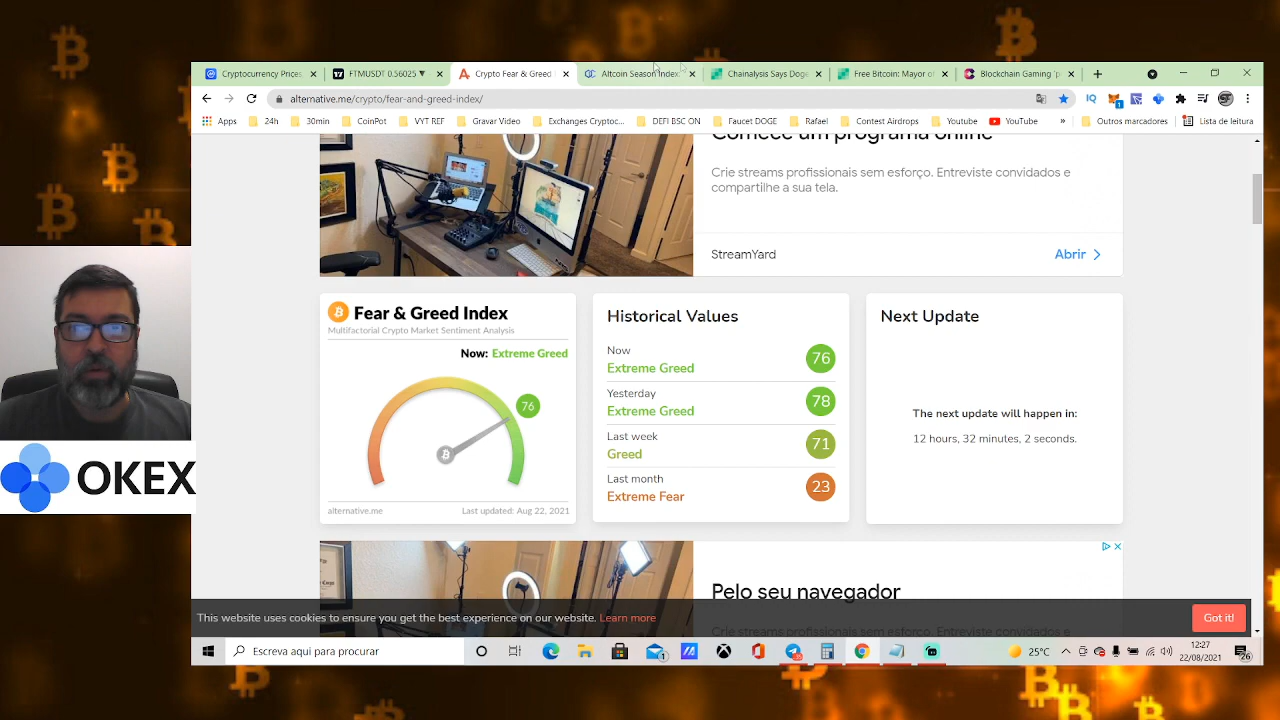 Cryptocurrency Prices
FTMUSDT 0.56025 ▼
Crypto Fear & Greed
Altcoin Season Index:
Chainalysis Says Doge
Free Bitcoin: Mayor of
Blockchain Gaming 'p
alternative.me/crypto/fear-and-greed-index/
Apps
24h
30min
CoinPot
VYT REF
Gravar Video
Exchanges Cryptoc...
DEFI BSC ON
Faucet DOGE
Rafael
Contest Airdrops
Youtube
YouTube
»
Outros marcadores
Lista de leitura
Comece um programa online
Crie streams profissionais sem esforço. Entreviste convidados e
compartilhe a sua tela.
StreamYard
Abrir
Fear & Greed Index
Multifactorial Crypto Market Sentiment Analysis
Now: Extreme Greed
76
alternative.me
Last updated: Aug 22, 2021
Historical Values
Now
Extreme Greed
76
Yesterday
Extreme Greed
78
Last week
Greed
71
Last month
Extreme Fear
23
Next Update
The next update will happen in:
12 hours, 32 minutes, 2 seconds.
OKEX
Pelo seu navegador
Crie streams profissionais sem esforço. Entreviste convidados e
This website uses cookies to ensure you get the best experience on our website. Learn more
Got it!
Escreva aqui para procurar
25°C
12:27
22/08/2021